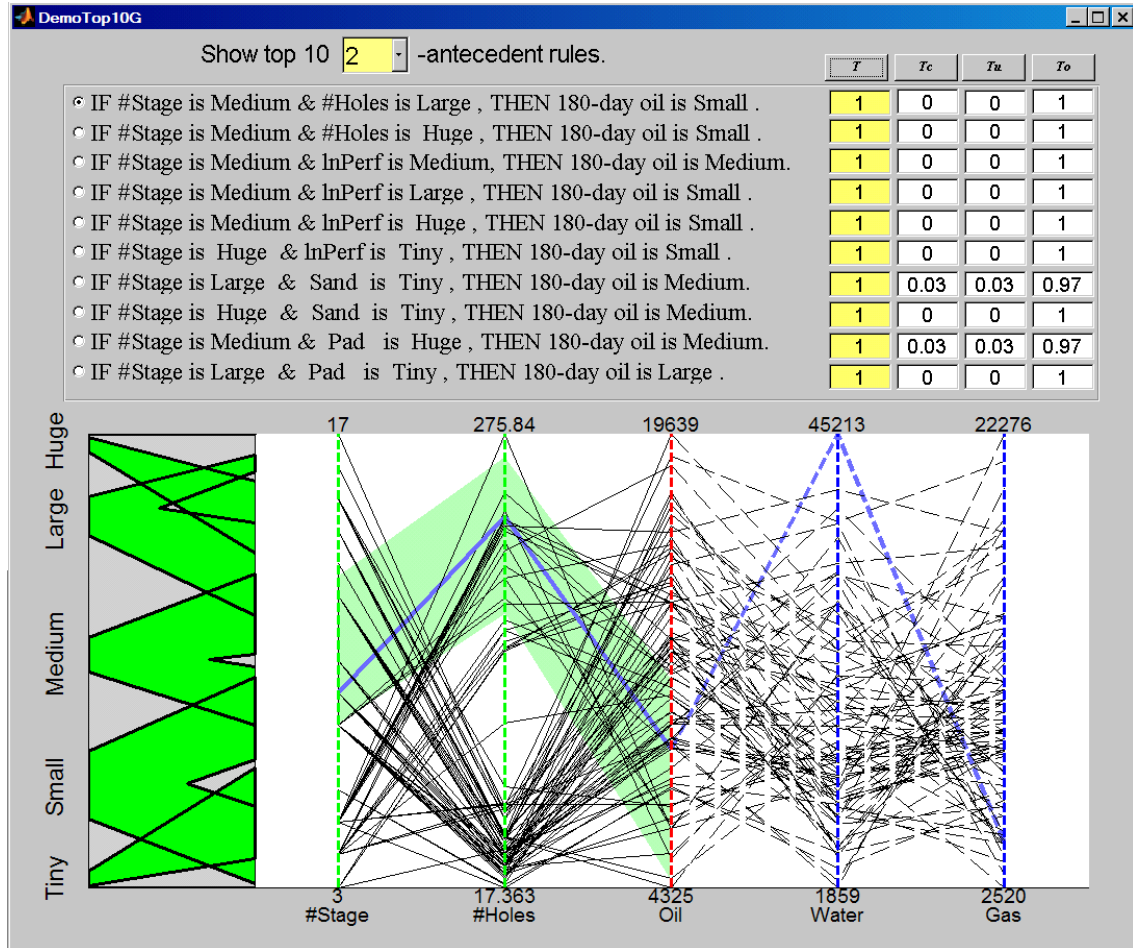 DemoTop10G
Show top 10 2 -antecedent rules.
T Tc Tu To
IF #Stage is Medium & #Holes is Large , THEN 180-day oil is Small . 1 0 0 1
IF #Stage is Medium & #Holes is Huge , THEN 180-day oil is Small . 1 0 0 1
IF #Stage is Medium & lnPerf is Medium, THEN 180-day oil is Medium. 1 0 0 1
IF #Stage is Medium & lnPerf is Large , THEN 180-day oil is Small . 1 0 0 1
IF #Stage is Medium & lnPerf is Huge , THEN 180-day oil is Small . 1 0 0 1
IF #Stage is Huge & lnPerf is Tiny , THEN 180-day oil is Small . 1 0 0 1
IF #Stage is Large & Sand is Tiny , THEN 180-day oil is Medium. 1 0.03 0.03 0.97
IF #Stage is Huge & Sand is Tiny , THEN 180-day oil is Medium. 1 0 0 1
IF #Stage is Medium & Pad is Huge , THEN 180-day oil is Medium. 1 0.03 0.03 0.97
IF #Stage is Large & Pad is Tiny , THEN 180-day oil is Large . 1 0 0 1
17 275.84 19639 45213 22276
Huge
Large
Medium
Small
Tiny
3 17.363 4325 1859 2520
#Stage #Holes Oil Water Gas